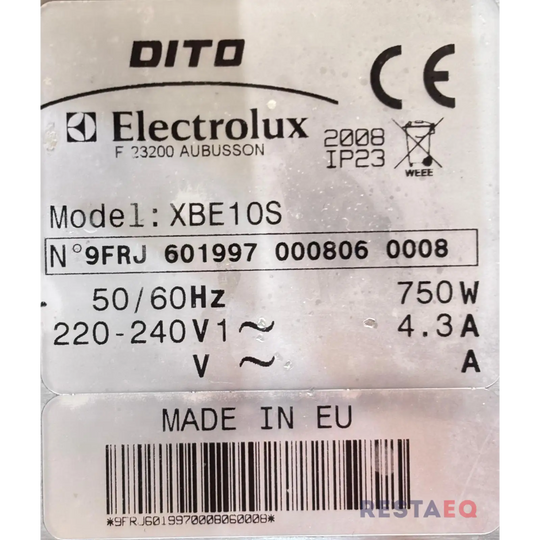 DITO
CE
Electrolux
F 23200 AUBUSSON
2008
IP23
WEEE
Model: XBE10S
N° 9FRJ 601997 000806 0008
50/60Hz 750W
220-240V1~ 4.3A
V ~ A
MADE IN EU
*9FRJ6019970008060008*
RESTAEQ